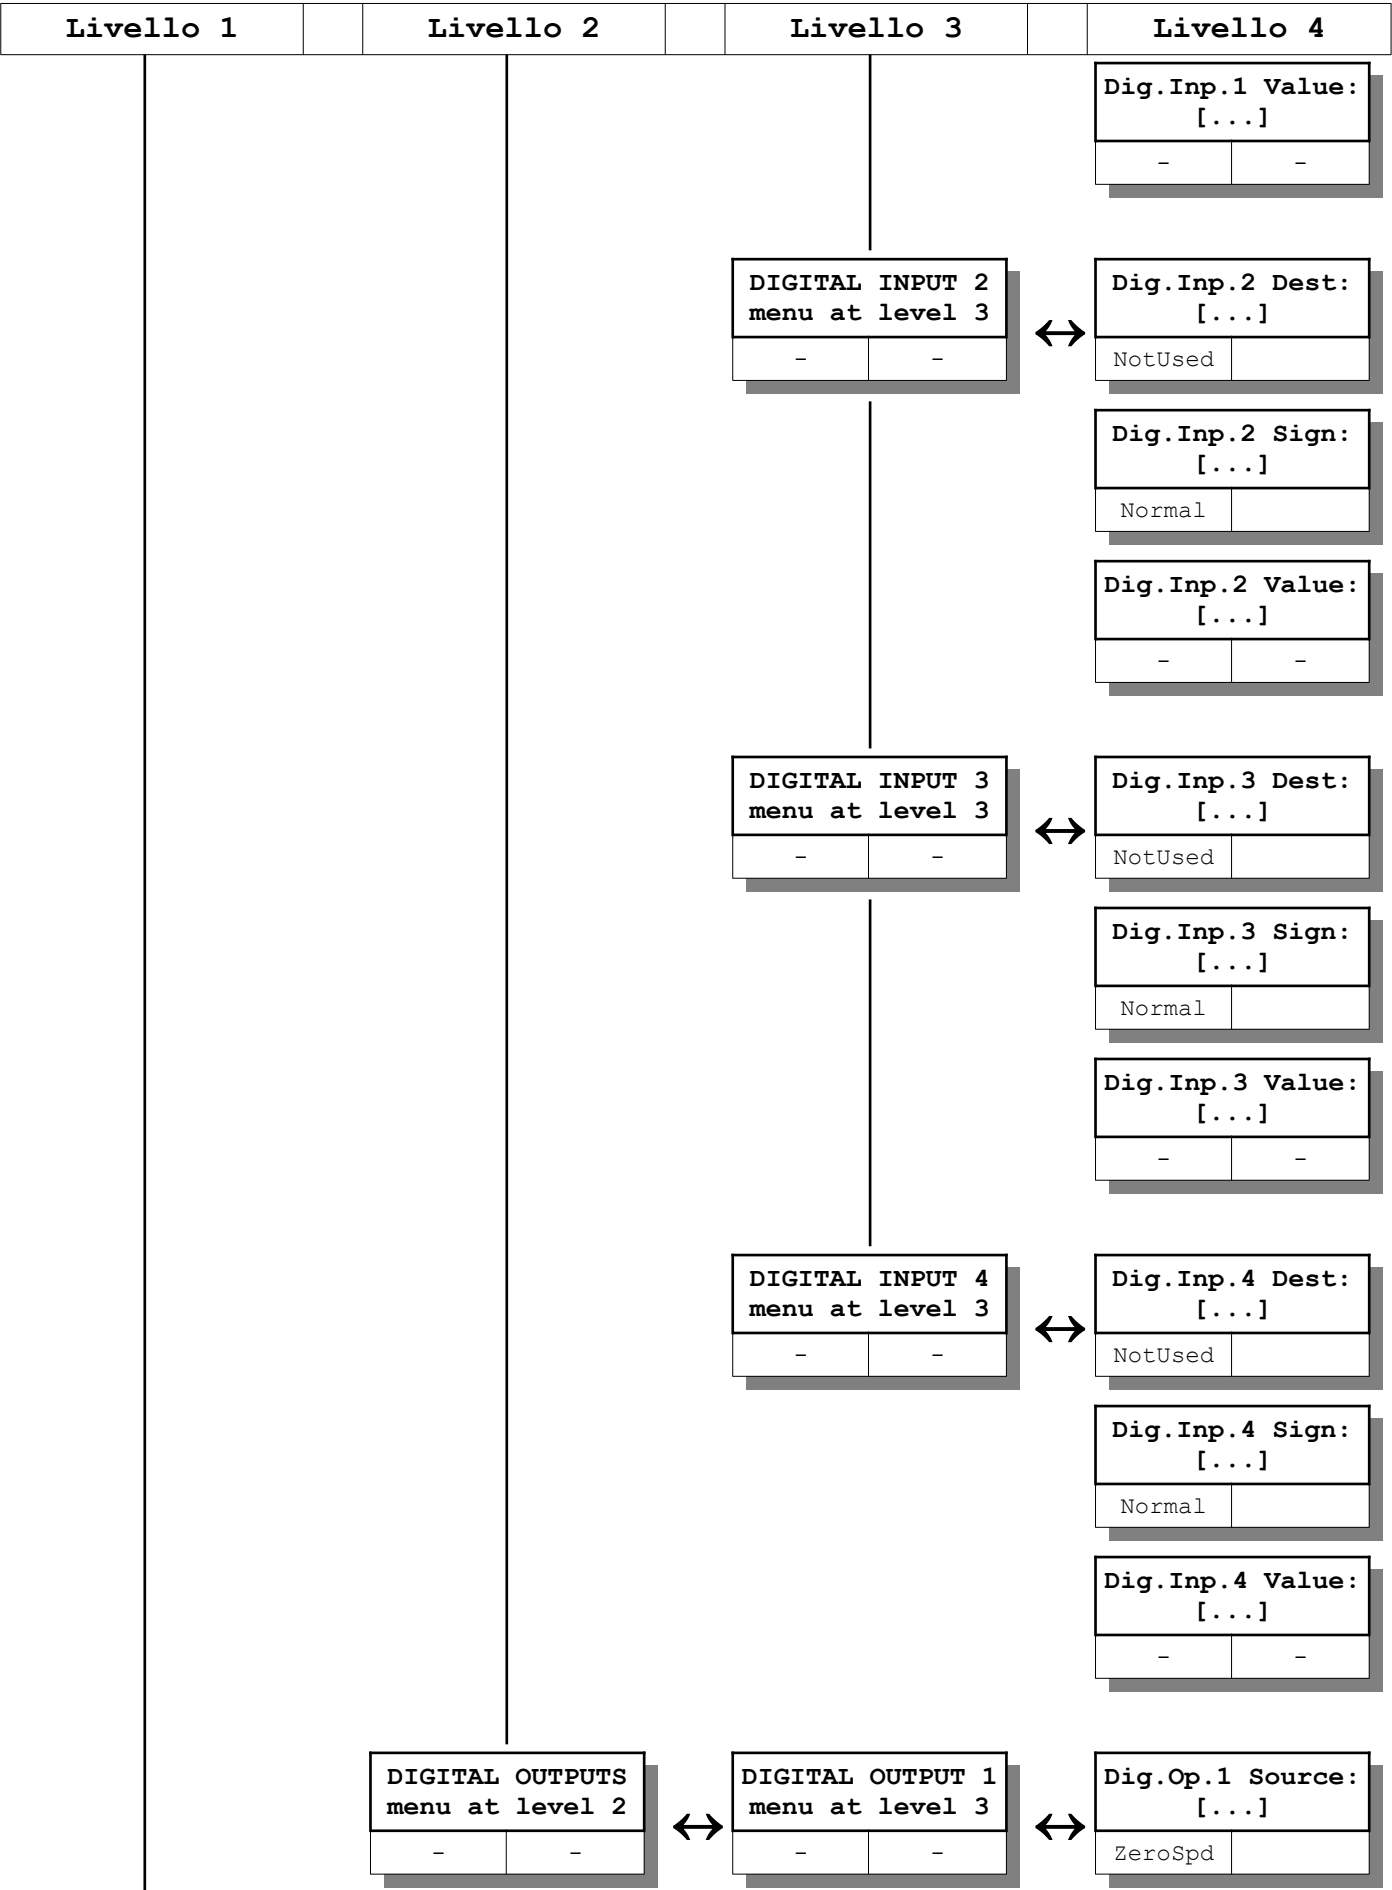 Livello 1 Livello 2 Livello 3 Livello 4
Dig.Inp.1 Value:
[...]
- -
DIGITAL INPUT 2
menu at level 3
- -
Dig.Inp.2 Dest:
[...]
NotUsed
Dig.Inp.2 Sign:
[...]
Normal
Dig.Inp.2 Value:
[...]
- -
DIGITAL INPUT 3
menu at level 3
- -
Dig.Inp.3 Dest:
[...]
NotUsed
Dig.Inp.3 Sign:
[...]
Normal
Dig.Inp.3 Value:
[...]
- -
DIGITAL INPUT 4
menu at level 3
- -
Dig.Inp.4 Dest:
[...]
NotUsed
Dig.Inp.4 Sign:
[...]
Normal
Dig.Inp.4 Value:
[...]
- -
DIGITAL OUTPUTS
menu at level 2
- -
DIGITAL OUTPUT 1
menu at level 3
- -
Dig.Op.1 Source:
[...]
ZeroSpd